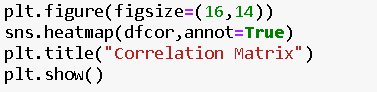 plt.figure(figsize=(16,14))
sns.heatmap(dfcor,annot=True)
plt.title("Correlation Matrix")
plt.show()